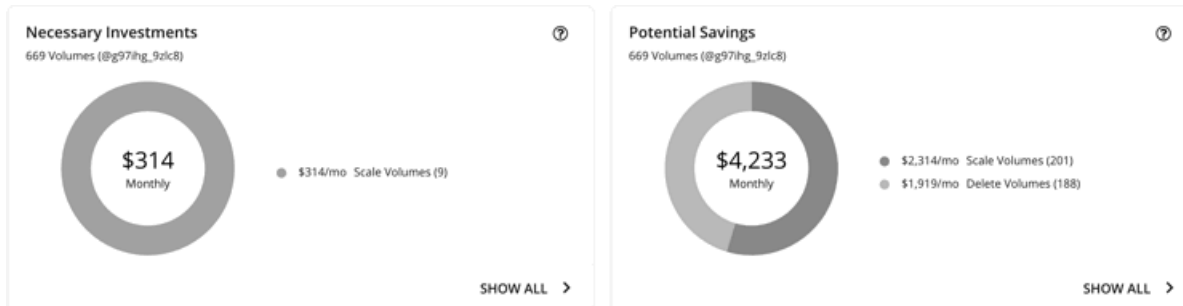 Necessary Investments
669 Volumes (@g97ihg_9zlc8)
$314
Monthly
$314/mo Scale Volumes (9)
SHOW ALL
Potential Savings
669 Volumes (@g97ihg_9zlc8)
$4,233
Monthly
$2,314/mo Scale Volumes (201)
$1,919/mo Delete Volumes (188)
SHOW ALL